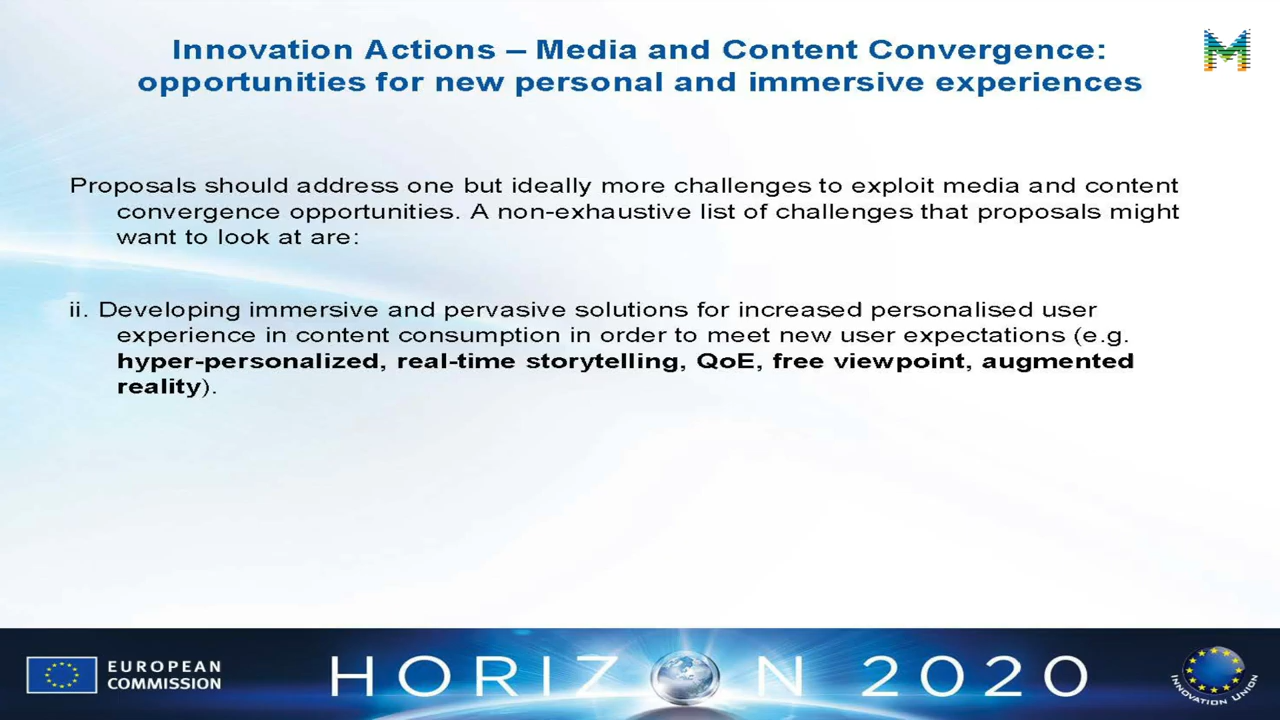 Innovation Actions – Media and Content Convergence:
opportunities for new personal and immersive experiences
M
Proposals should address one but ideally more challenges to exploit media and content
convergence opportunities. A non-exhaustive list of challenges that proposals might
want to look at are:
ii. Developing immersive and pervasive solutions for increased personalised user
experience in content consumption in order to meet new user expectations (e.g.
hyper-personalized, real-time storytelling, QoE, free viewpoint, augmented
reality).
EUROPEAN
COMMISSION
HORIZON 2020
INNOVATION UNION